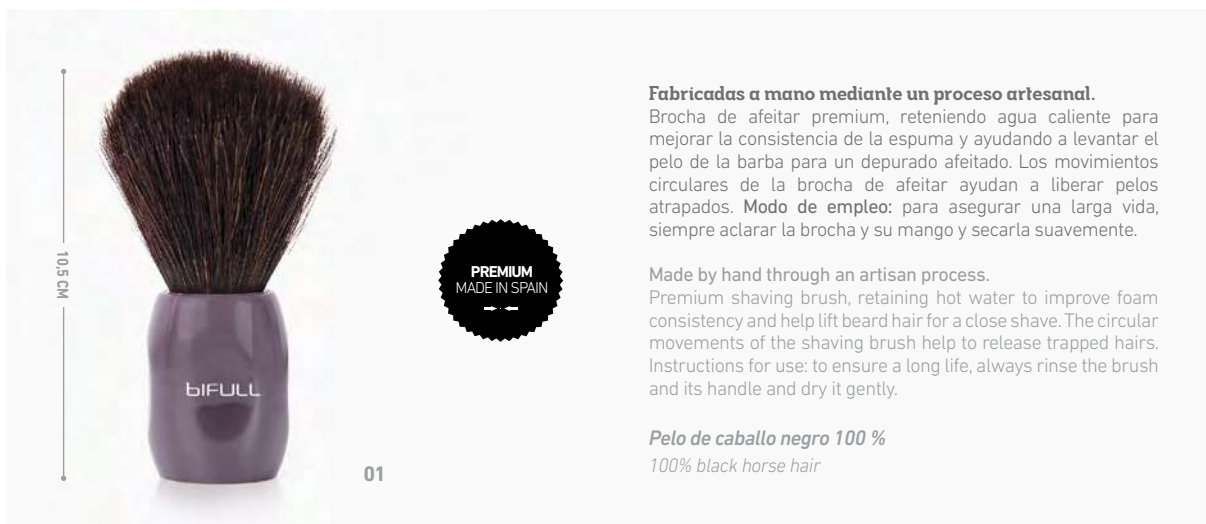 10,5 CM
bIFULL
01
PREMIUM
MADE IN SPAIN
Fabricadas a mano mediante un proceso artesanal.
Brocha de afeitar premium, reteniendo agua caliente para
mejorar la consistencia de la espuma y ayudando a levantar el
pelo de la barba para un depurado afeitado. Los movimientos
circulares de la brocha de afeitar ayudan a liberar pelos
atrapados. Modo de empleo: para asegurar una larga vida,
siempre aclarar la brocha y su mango y secarla suavemente.
Made by hand through an artisan process.
Premium shaving brush, retaining hot water to improve foam
consistency and help lift beard hair for a close shave. The circular
movements of the shaving brush help to release trapped hairs.
Instructions for use: to ensure a long life, always rinse the brush
and its handle and dry it gently.
Pelo de caballo negro 100 %
100% black horse hair